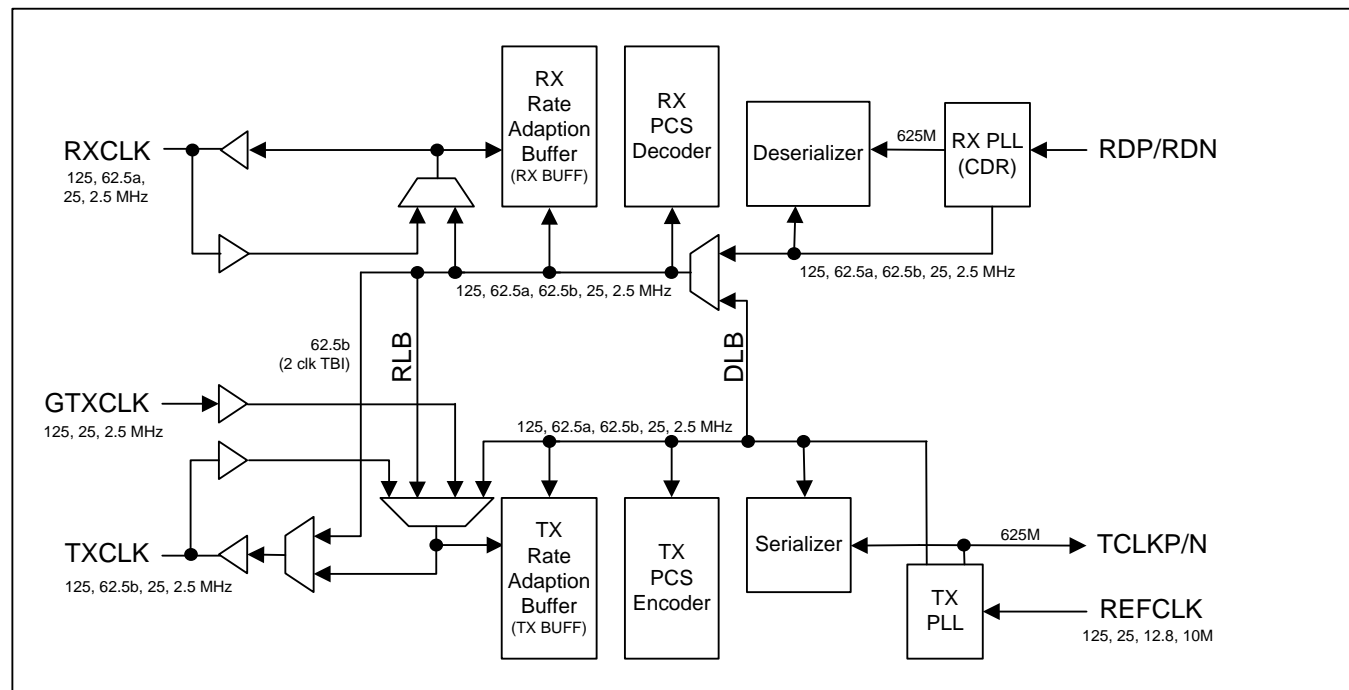 RX
Rate
Adaption
Buffer
(RX BUFF)
RX
PCS
Decoder
Deserializer
625M
RX PLL
(CDR)
RDP/RDN
RXCLK
125, 62.5a,
25, 2.5 MHz
125, 62.5a, 62.5b, 25, 2.5 MHz
125, 62.5a, 62.5b, 25, 2.5 MHz
62.5b
(2 clk TBI)
RLB
DLB
GTXCLK
125, 25, 2.5 MHz
125, 62.5a, 62.5b, 25, 2.5 MHz
TXCLK
125, 62.5b, 25, 2.5 MHz
TX
Rate
Adaption
Buffer
(TX BUFF)
TX
PCS
Encoder
Serializer
625M
TCLKP/N
TX
PLL
REFCLK
125, 25, 12.8, 10M